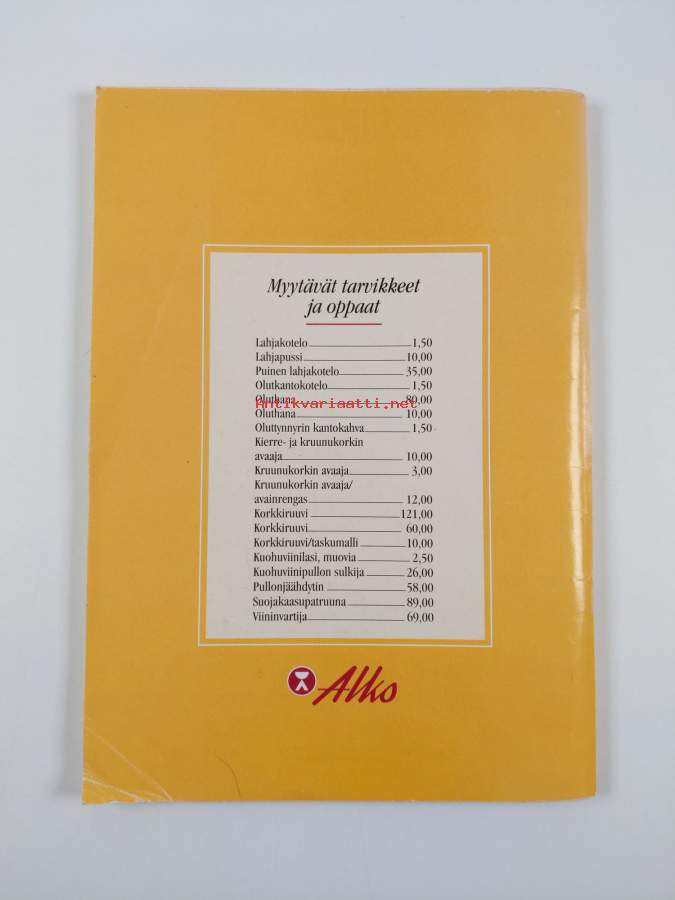 Myytävät tarvikkeet
ja oppaat
Lahjakotelo 1,50
Lahjapussi 10,00
Puinen lahjakotelo 35,00
Olutkantokotelo 1,50
Oluthana 80,00
Antikvariaatti.net
Oluthana 10,00
Oluttynnyrin kantokahva 1,50
Kierre- ja kruunukorkin
avaaja 10,00
Kruunukorkin avaaja 3,00
Kruunukorkin avaaja/
avainrengas 12,00
Korkkiruuvi 121,00
Korkkiruuvi 60,00
Korkkiruuvi/taskumalli 10,00
Kuohuviinilasi, muovia 2,50
Kuohuviinipullon sulkija 26,00
Pullonjäähdytin 58,00
Suojakaasupatruuna 89,00
Viininvartija 69,00
Alko